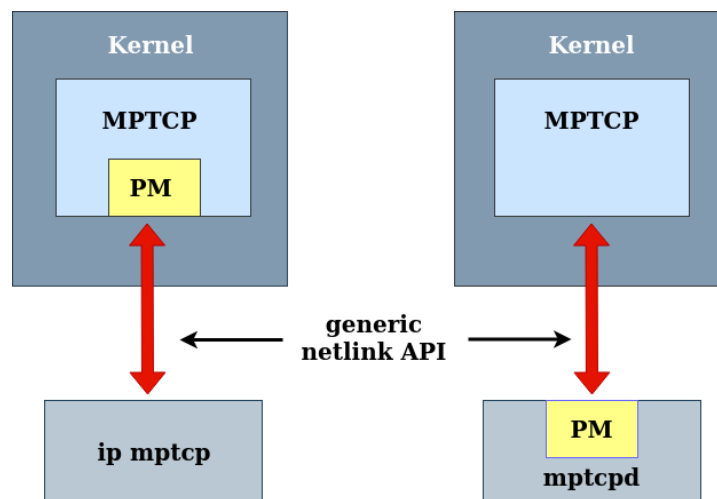 Kernel
MPTCP
PM
Kernel
MPTCP
generic
netlink API
ip mptcp
PM
mptcpd